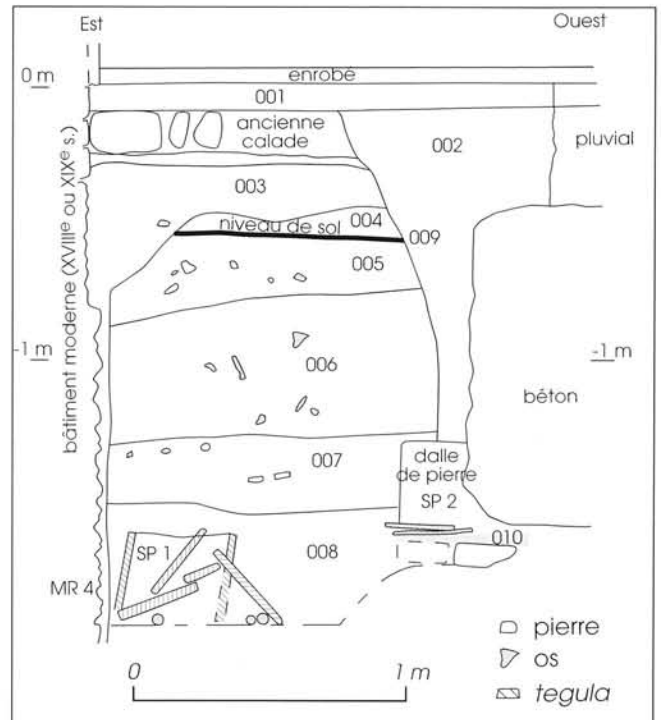 Est
Ouest
0 m
enrobé
001
ancienne
calade
002
pluvial
003
004
niveau de sol
009
005
bâtiment moderne (XVIIIe ou XIXe s.)
-1 m
-1 m
006
béton
007
dalle
de pierre
SP 2
010
SP 1
008
MR 4
pierre
os
tegula
0
1 m